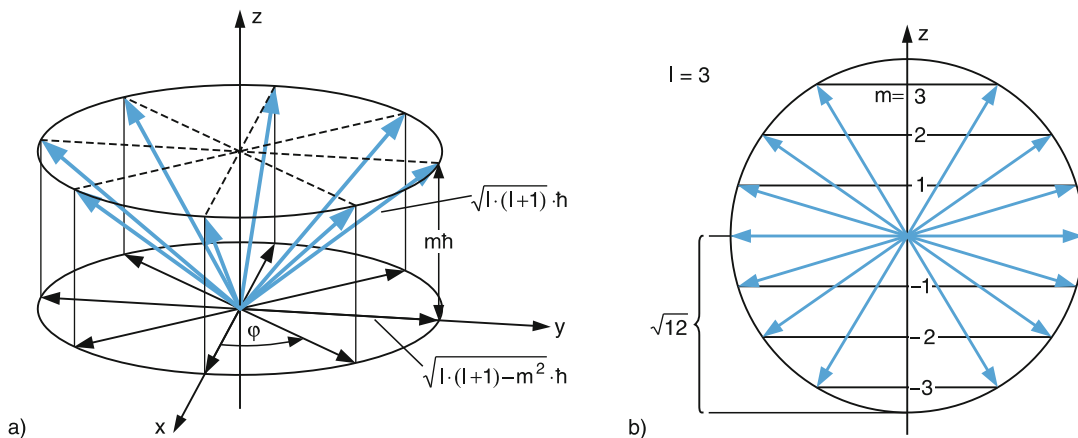 z
√l·(l+1)·ħ
mħ
y
φ
√l·(l+1)−m²·ħ
x
a)
z
l = 3
m= 3
2
1
−1
√12
−2
−3
b)